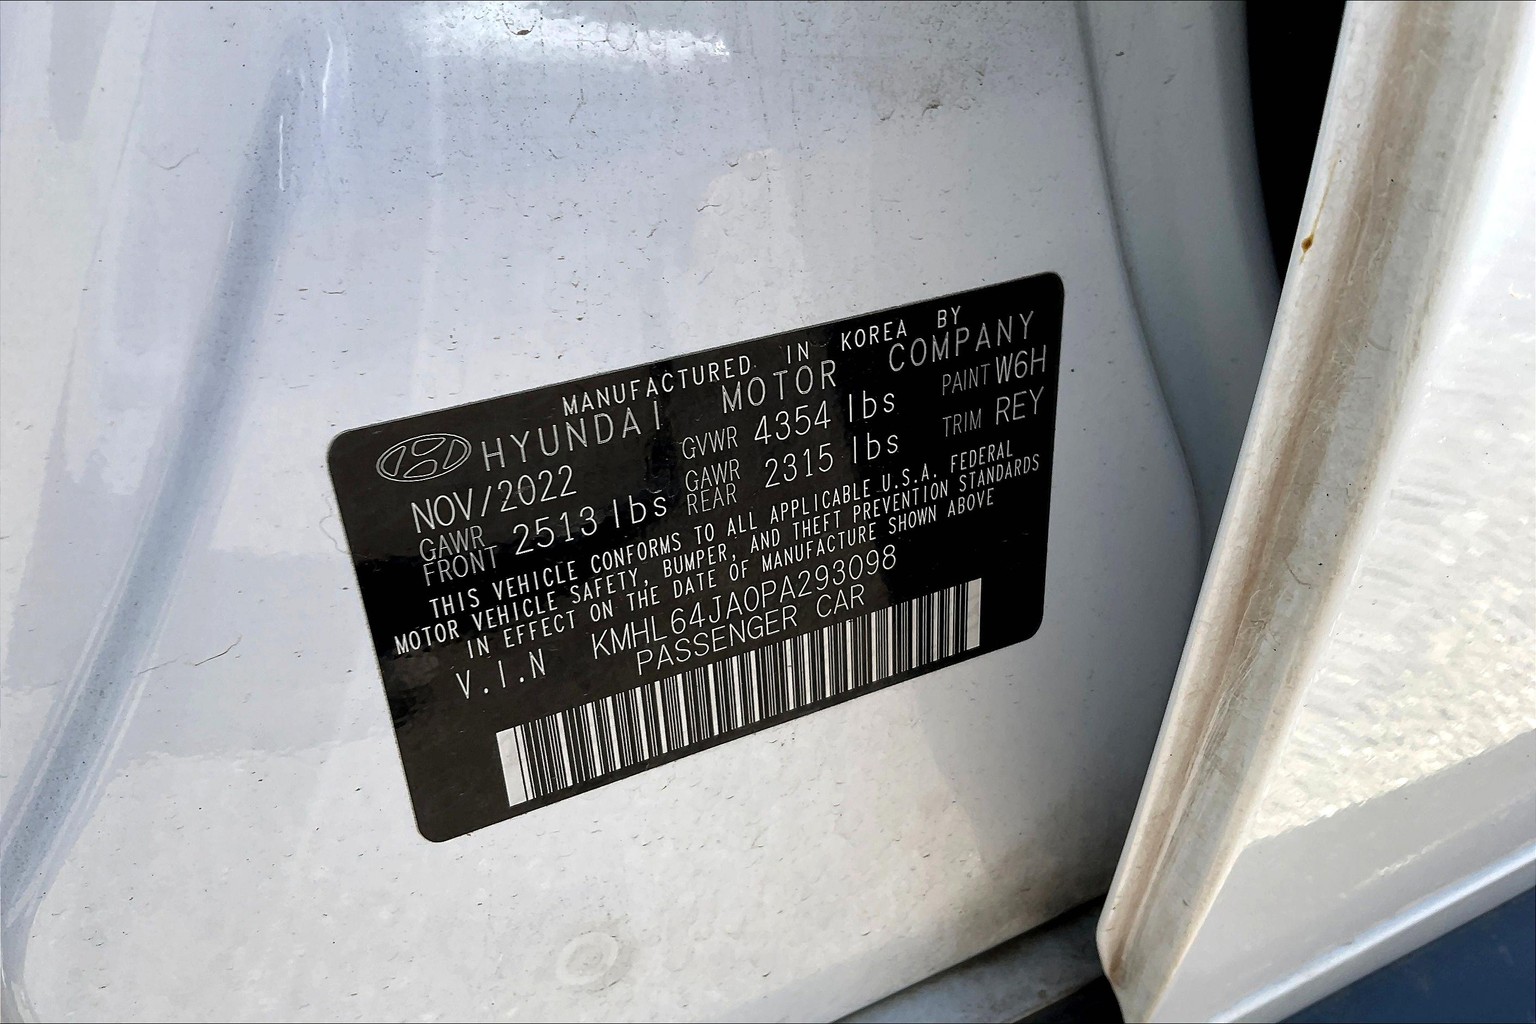 MANUFACTURED IN KOREA BY
HYUNDAI MOTOR COMPANY
NOV/2022 GVWR 4354 lbs PAINT W6H
GAWR FRONT 2513 lbs GAWR REAR 2315 lbs TRIM REY
THIS VEHICLE CONFORMS TO ALL APPLICABLE U.S.A. FEDERAL
MOTOR VEHICLE SAFETY, BUMPER, AND THEFT PREVENTION STANDARDS
IN EFFECT ON THE DATE OF MANUFACTURE SHOWN ABOVE
V.I.N KMHL64JA0PA293098
PASSENGER CAR